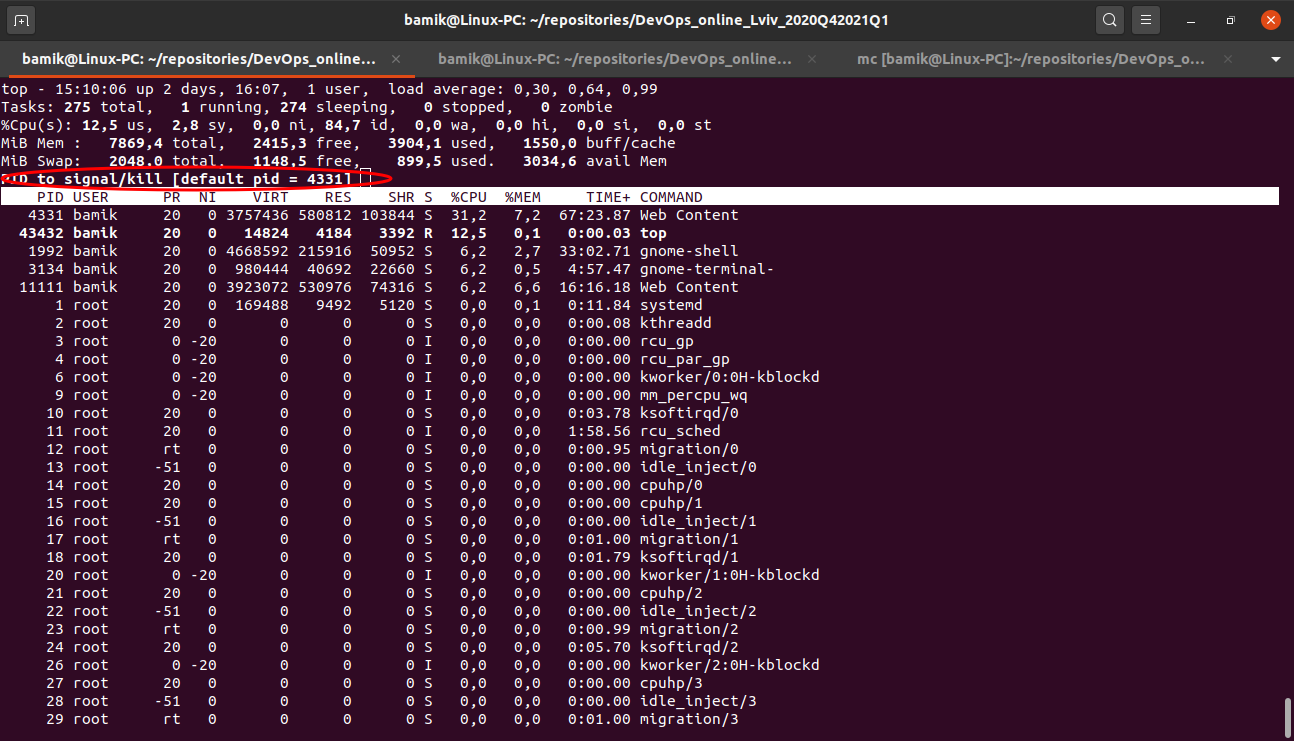 bamik@Linux-PC: ~/repositories/DevOps_online_Lviv_2020Q42021Q1
bamik@Linux-PC: ~/repositories/DevOps_online... bamik@Linux-PC: ~/repositories/DevOps_online... mc [bamik@Linux-PC]:~/repositories/DevOps_o...
top - 15:10:06 up 2 days, 16:07,  1 user,  load average: 0,30, 0,64, 0,99
Tasks: 275 total,   1 running, 274 sleeping,   0 stopped,   0 zombie
%Cpu(s): 12,5 us,  2,8 sy,  0,0 ni, 84,7 id,  0,0 wa,  0,0 hi,  0,0 si,  0,0 st
MiB Mem :   7869,4 total,   2415,3 free,   3904,1 used,   1550,0 buff/cache
MiB Swap:   2048,0 total,   1148,5 free,    899,5 used.   3034,6 avail Mem
PID to signal/kill [default pid = 4331]
PID USER      PR  NI    VIRT    RES    SHR S  %CPU  %MEM     TIME+ COMMAND
4331 bamik     20   0 3757436 580812 103844 S  31,2   7,2  67:23.87 Web Content
43432 bamik     20   0   14824   4184   3392 R  12,5   0,1   0:00.03 top
1992 bamik     20   0 4668592 215916  50952 S   6,2   2,7  33:02.71 gnome-shell
3134 bamik     20   0  980444  40692  22660 S   6,2   0,5   4:57.47 gnome-terminal-
11111 bamik     20   0 3923072 530976  74316 S   6,2   6,6  16:16.18 Web Content
1 root      20   0  169488   9492   5120 S   0,0   0,1   0:11.84 systemd
2 root      20   0       0      0      0 S   0,0   0,0   0:00.08 kthreadd
3 root       0 -20       0      0      0 I   0,0   0,0   0:00.00 rcu_gp
4 root       0 -20       0      0      0 I   0,0   0,0   0:00.00 rcu_par_gp
6 root       0 -20       0      0      0 I   0,0   0,0   0:00.00 kworker/0:0H-kblockd
9 root       0 -20       0      0      0 I   0,0   0,0   0:00.00 mm_percpu_wq
10 root      20   0       0      0      0 S   0,0   0,0   0:03.78 ksoftirqd/0
11 root      20   0       0      0      0 I   0,0   0,0   1:58.56 rcu_sched
12 root      rt   0       0      0      0 S   0,0   0,0   0:00.95 migration/0
13 root     -51   0       0      0      0 S   0,0   0,0   0:00.00 idle_inject/0
14 root      20   0       0      0      0 S   0,0   0,0   0:00.00 cpuhp/0
15 root      20   0       0      0      0 S   0,0   0,0   0:00.00 cpuhp/1
16 root     -51   0       0      0      0 S   0,0   0,0   0:00.00 idle_inject/1
17 root      rt   0       0      0      0 S   0,0   0,0   0:01.00 migration/1
18 root      20   0       0      0      0 S   0,0   0,0   0:01.79 ksoftirqd/1
20 root       0 -20       0      0      0 I   0,0   0,0   0:00.00 kworker/1:0H-kblockd
21 root      20   0       0      0      0 S   0,0   0,0   0:00.00 cpuhp/2
22 root     -51   0       0      0      0 S   0,0   0,0   0:00.00 idle_inject/2
23 root      rt   0       0      0      0 S   0,0   0,0   0:00.99 migration/2
24 root      20   0       0      0      0 S   0,0   0,0   0:05.70 ksoftirqd/2
26 root       0 -20       0      0      0 I   0,0   0,0   0:00.00 kworker/2:0H-kblockd
27 root      20   0       0      0      0 S   0,0   0,0   0:00.00 cpuhp/3
28 root     -51   0       0      0      0 S   0,0   0,0   0:00.00 idle_inject/3
29 root      rt   0       0      0      0 S   0,0   0,0   0:01.00 migration/3